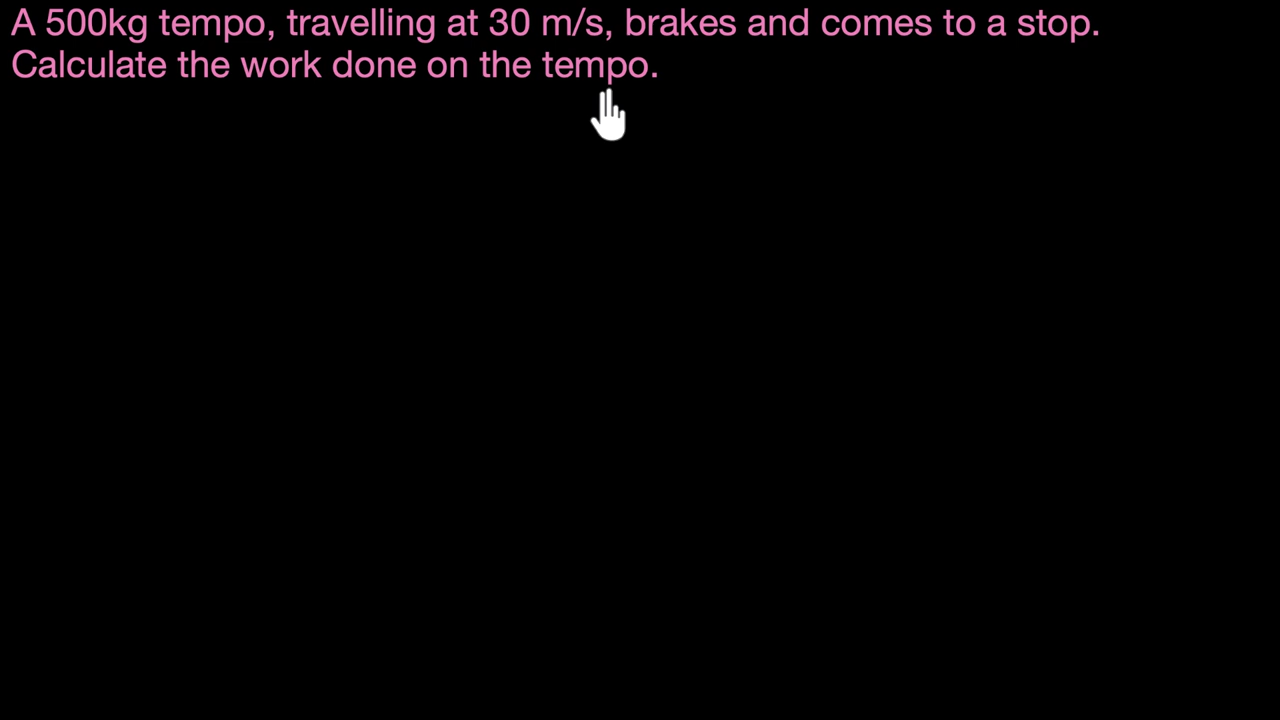 A 500kg tempo, travelling at 30 m/s, brakes and comes to a stop.
Calculate the work done on the tempo.